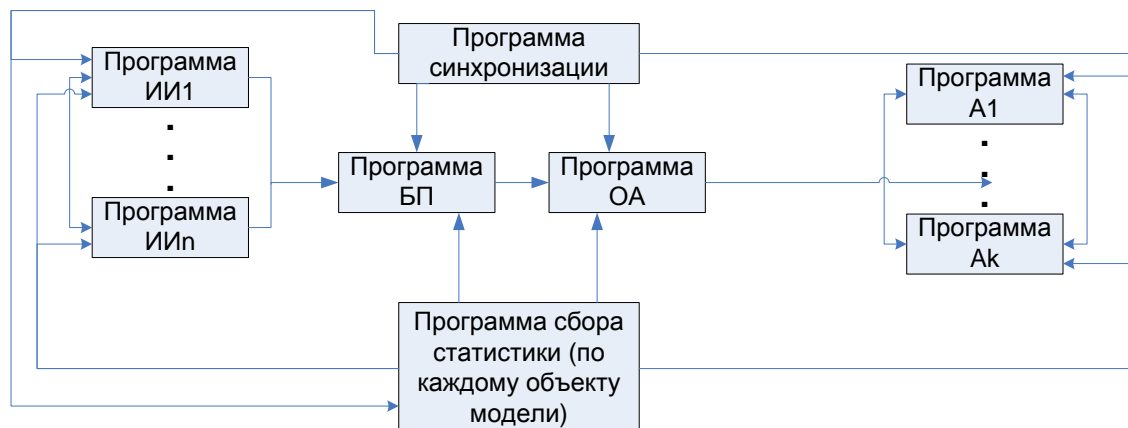 Программа
синхронизации
Программа
ИИ1
Программа
А1
Программа
БП
Программа
ОА
Программа
ИИn
Программа
Аk
Программа сбора
статистики (по
каждому объекту
модели)